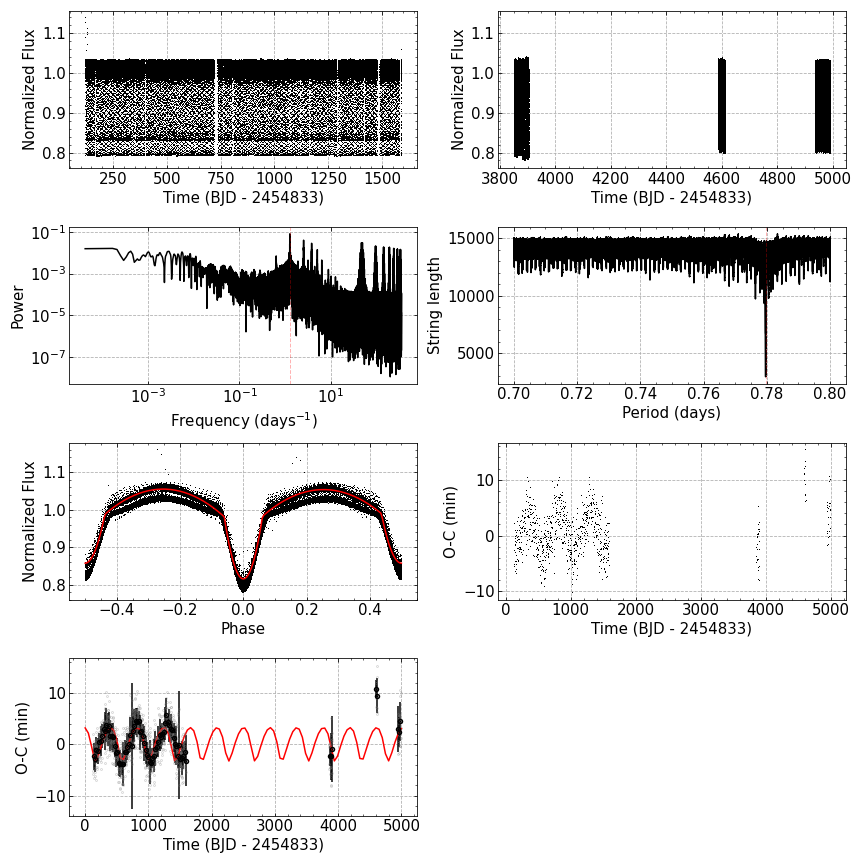 Normalized Flux
1.1
1.0
0.9
0.8
250 500 750 1000 1250 1500
Time (BJD - 2454833)
Normalized Flux
1.1
1.0
0.9
0.8
3800 4000 4200 4400 4600 4800 5000
Time (BJD - 2454833)
Power
10⁻¹
10⁻³
10⁻⁵
10⁻⁷
10⁻³ 10⁻¹ 10¹
Frequency (days⁻¹)
String length
15000
10000
5000
0.70 0.72 0.74 0.76 0.78 0.80
Period (days)
Normalized Flux
1.1
1.0
0.9
0.8
−0.4 −0.2 0.0 0.2 0.4
Phase
O-C (min)
10
0
−10
0 1000 2000 3000 4000 5000
Time (BJD - 2454833)
O-C (min)
10
0
−10
0 1000 2000 3000 4000 5000
Time (BJD - 2454833)